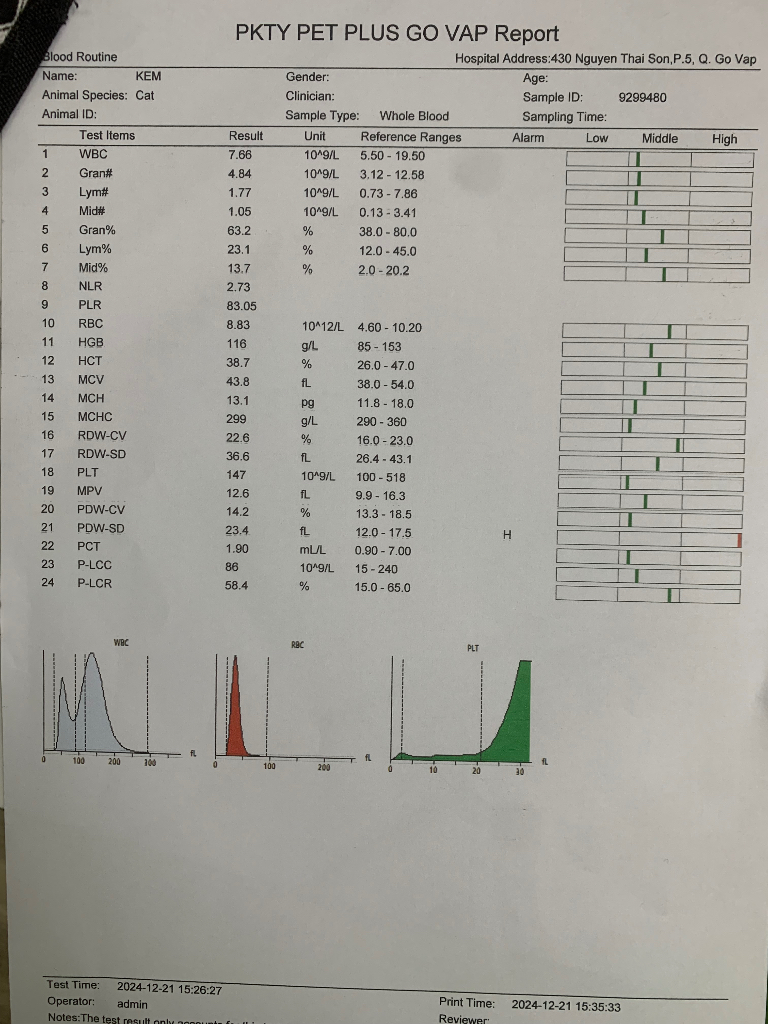 PKTY PET PLUS GO VAP Report
Blood Routine Hospital Address:430 Nguyen Thai Son,P.5, Q. Go Vap
Name: KEM Gender: Age:
Animal Species: Cat Clinician: Sample ID: 9299480
Animal ID: Sample Type: Whole Blood Sampling Time:
Test Items Result Unit Reference Ranges Alarm Low Middle High
1 WBC 7.66 10^9/L 5.50 - 19.50
2 Gran# 4.84 10^9/L 3.12 - 12.58
3 Lym# 1.77 10^9/L 0.73 - 7.86
4 Mid# 1.05 10^9/L 0.13 - 3.41
5 Gran% 63.2 % 38.0 - 80.0
6 Lym% 23.1 % 12.0 - 45.0
7 Mid% 13.7 % 2.0 - 20.2
8 NLR 2.73
9 PLR 83.05
10 RBC 8.83 10^12/L 4.60 - 10.20
11 HGB 116 g/L 85 - 153
12 HCT 38.7 % 26.0 - 47.0
13 MCV 43.8 fL 38.0 - 54.0
14 MCH 13.1 pg 11.8 - 18.0
15 MCHC 299 g/L 290 - 360
16 RDW-CV 22.6 % 16.0 - 23.0
17 RDW-SD 36.6 fL 26.4 - 43.1
18 PLT 147 10^9/L 100 - 518
19 MPV 12.6 fL 9.9 - 16.3
20 PDW-CV 14.2 % 13.3 - 18.5
21 PDW-SD 23.4 fL 12.0 - 17.5 H
22 PCT 1.90 mL/L 0.90 - 7.00
23 P-LCC 86 10^9/L 15 - 240
24 P-LCR 58.4 % 15.0 - 65.0
WBC RBC PLT
0 100 200 300 fL 0 100 200 fL 0 10 20 30 fL
Test Time: 2024-12-21 15:26:27
Operator: admin Print Time: 2024-12-21 15:35:33
Notes:The test result only accounts for Reviewer: